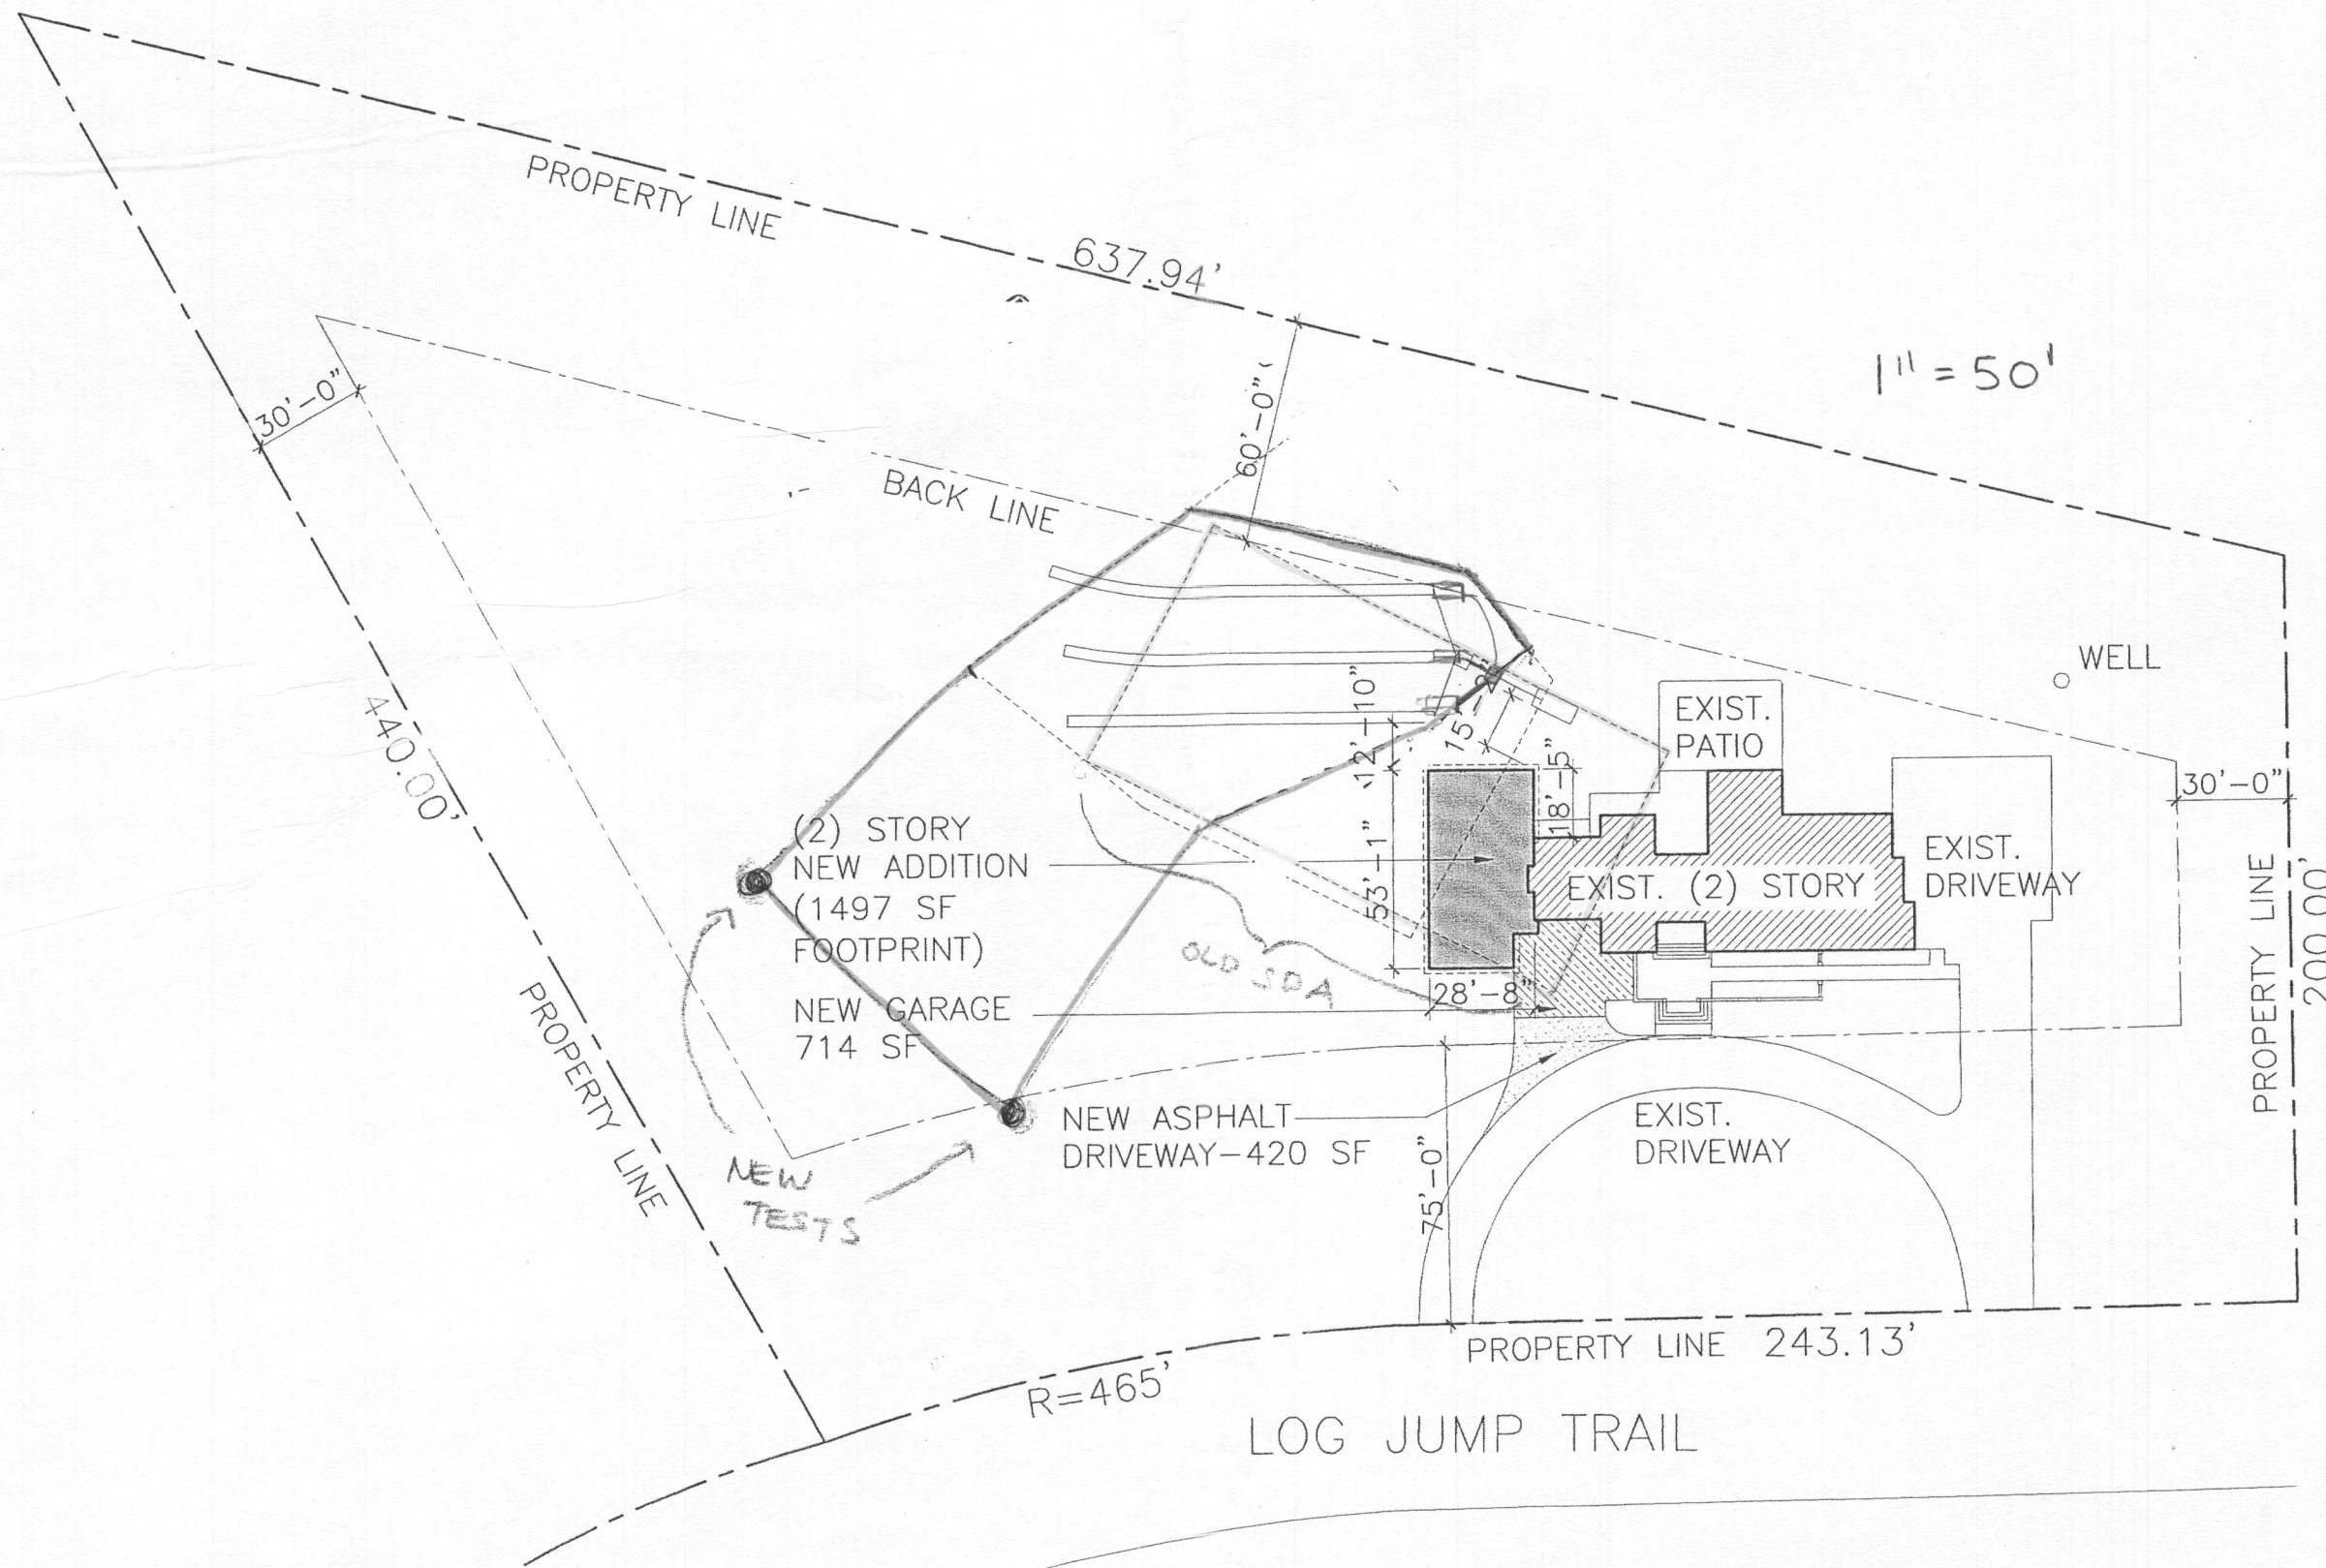 PROPERTY LINE
637.94'
1" = 50'
30'-0"
60'-0"
BACK LINE
WELL
440.00'
12'-10"
15'-2"
EXIST.
PATIO
18'-5"
30'-0"
(2) STORY
NEW ADDITION
(1497 SF
FOOTPRINT)
53'-1"
EXIST. (2) STORY
EXIST.
DRIVEWAY
PROPERTY LINE
200.00'
OLD SDA
28'-8"
NEW GARAGE
714 SF
PROPERTY LINE
NEW ASPHALT
DRIVEWAY-420 SF
EXIST.
DRIVEWAY
75'-0"
NEW
TESTS
PROPERTY LINE 243.13'
R=465'
LOG JUMP TRAIL